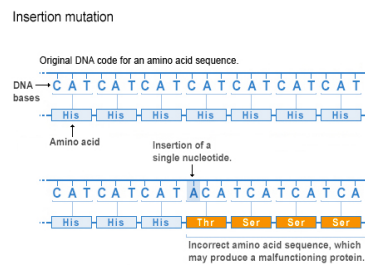 Insertion mutation
Original DNA code for an amino acid sequence.
DNA bases
C A T C A T C A T C A T C A T C A T C A T
His His His His His His His
Amino acid
Insertion of a single nucleotide.
C A T C A T C A T A C A T C A T C A T C A
His His His Thr Ser Ser Ser
Incorrect amino acid sequence, which
may produce a malfunctioning protein.